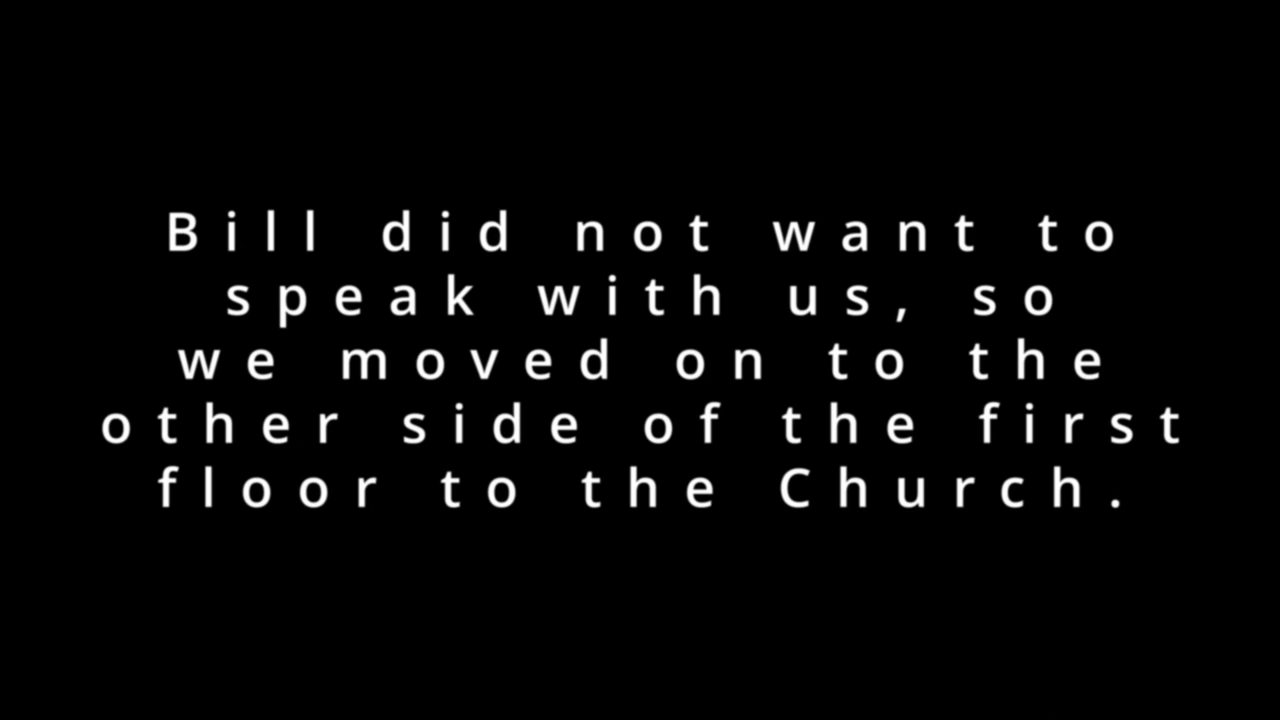 Bill did not want to
speak with us, so
we moved on to the
other side of the first
floor to the Church.